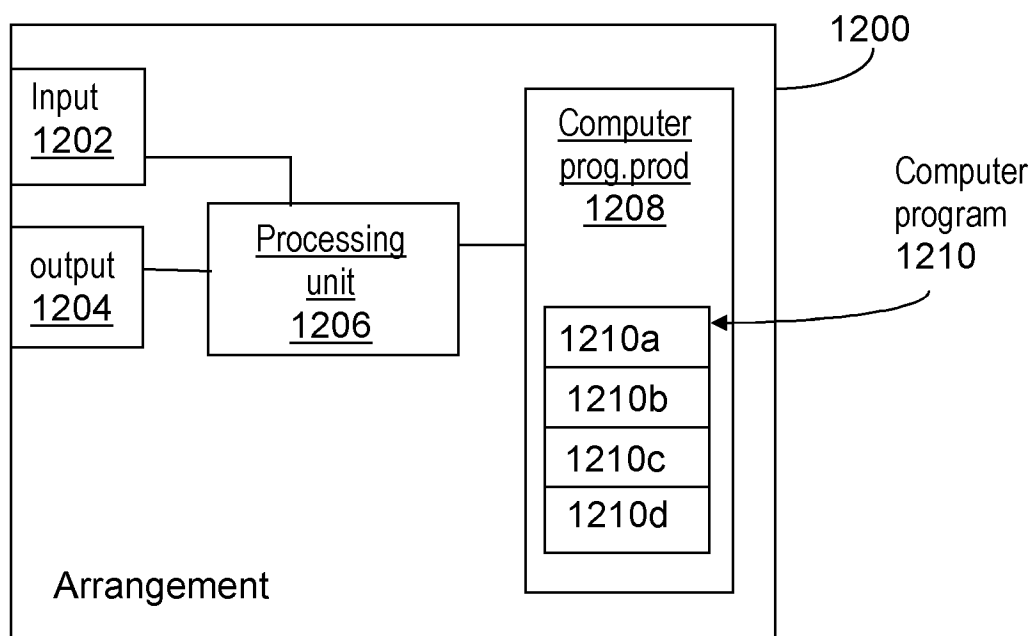 1200
Input
1202
Computer
prog.prod
1208
Computer
program
1210
Processing
unit
1206
output
1204
1210a
1210b
1210c
1210d
Arrangement